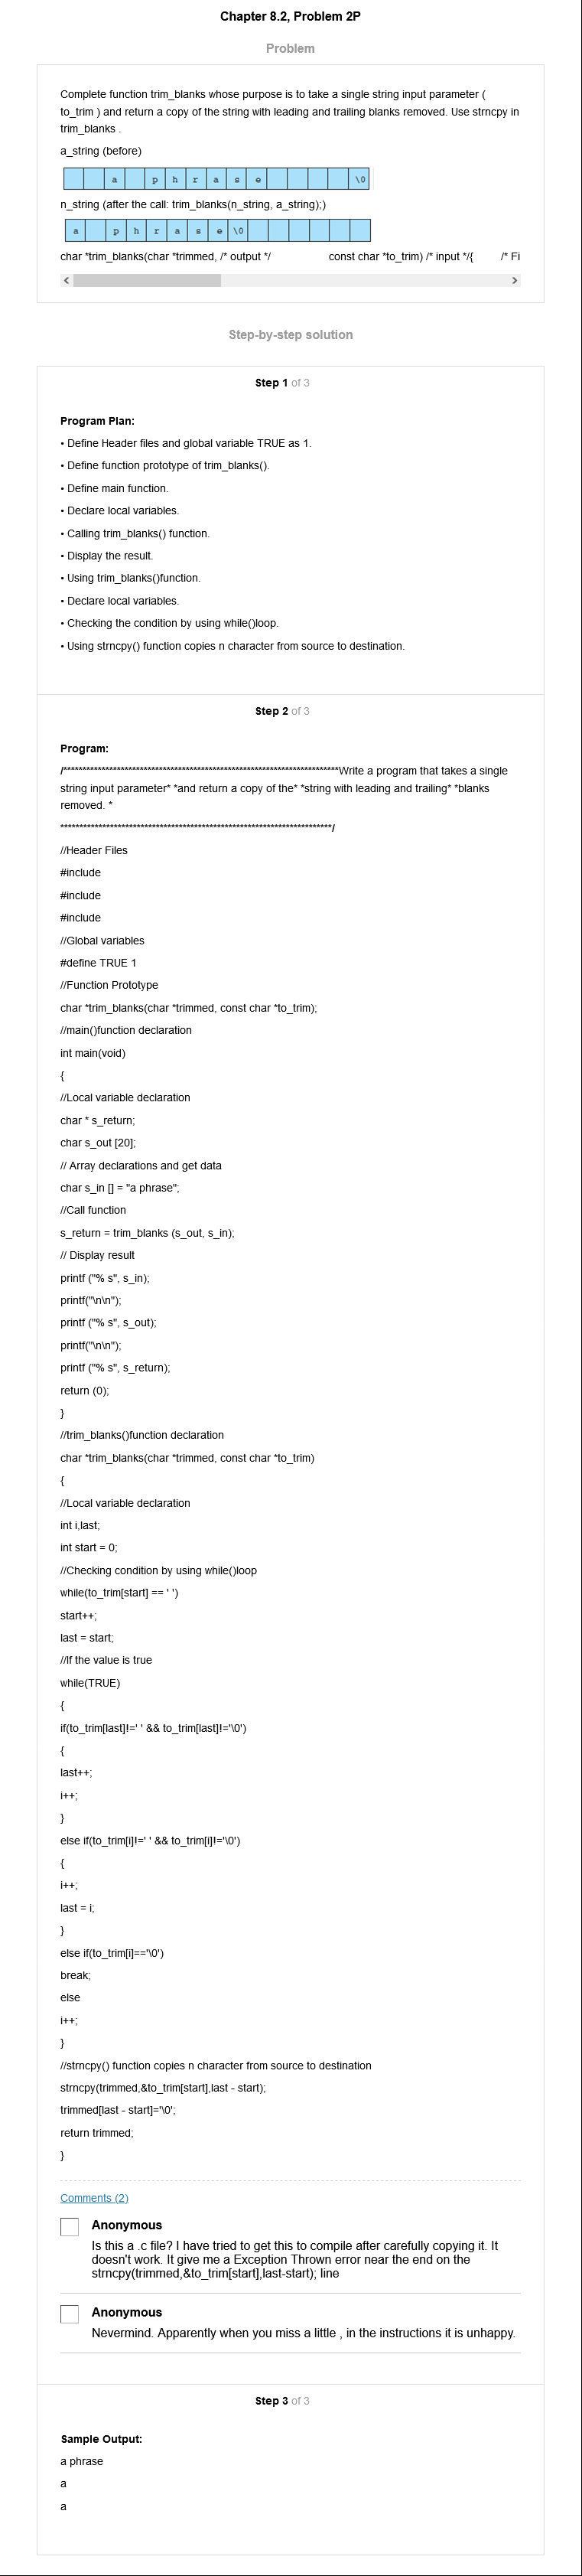 Chapter 8.2, Problem 2P
Problem
Complete function trim_blanks whose purpose is to take a single string input parameter (
to_trim ) and return a copy of the string with leading and trailing blanks removed. Use strncpy in
trim_blanks .
a_string (before)
a p h r a s e \0
n_string (after the call: trim_blanks(n_string, a_string);)
a p h r a s e \0
char *trim_blanks(char *trimmed, /* output */ const char *to_trim) /* input */{ /* Fi
Step-by-step solution
Step 1 of 3
Program Plan:
• Define Header files and global variable TRUE as 1.
• Define function prototype of trim_blanks().
• Define main function.
• Declare local variables.
• Calling trim_blanks() function.
• Display the result.
• Using trim_blanks()function.
• Declare local variables.
• Checking the condition by using while()loop.
• Using strncpy() function copies n character from source to destination.
Step 2 of 3
Program:
/************************************************************************Write a program that takes a single
string input parameter* *and return a copy of the* *string with leading and trailing* *blanks
removed. *
***********************************************************************/
//Header Files
#include
#include
#include
//Global variables
#define TRUE 1
//Function Prototype
char *trim_blanks(char *trimmed, const char *to_trim);
//main()function declaration
int main(void)
{
//Local variable declaration
char * s_return;
char s_out [20];
// Array declarations and get data
char s_in [] = "a phrase";
//Call function
s_return = trim_blanks (s_out, s_in);
// Display result
printf ("% s", s_in);
printf("\n\n");
printf ("% s", s_out);
printf("\n\n");
printf ("% s", s_return);
return (0);
}
//trim_blanks()function declaration
char *trim_blanks(char *trimmed, const char *to_trim)
{
//Local variable declaration
int i,last;
int start = 0;
//Checking condition by using while()loop
while(to_trim[start] == ' ')
start++;
last = start;
//If the value is true
while(TRUE)
{
if(to_trim[last]!=' ' && to_trim[last]!='\0')
{
last++;
i++;
}
else if(to_trim[i]!=' ' && to_trim[i]!='\0')
{
i++;
last = i;
}
else if(to_trim[i]=='\0')
break;
else
i++;
}
//strncpy() function copies n character from source to destination
strncpy(trimmed,&to_trim[start],last - start);
trimmed[last - start]='\0';
return trimmed;
}
Comments (2)
Anonymous
Is this a .c file? I have tried to get this to compile after carefully copying it. It
doesn't work. It give me a Exception Thrown error near the end on the
strncpy(trimmed,&to_trim[start],last-start); line
Anonymous
Nevermind. Apparently when you miss a little , in the instructions it is unhappy.
Step 3 of 3
Sample Output:
a phrase
a
a